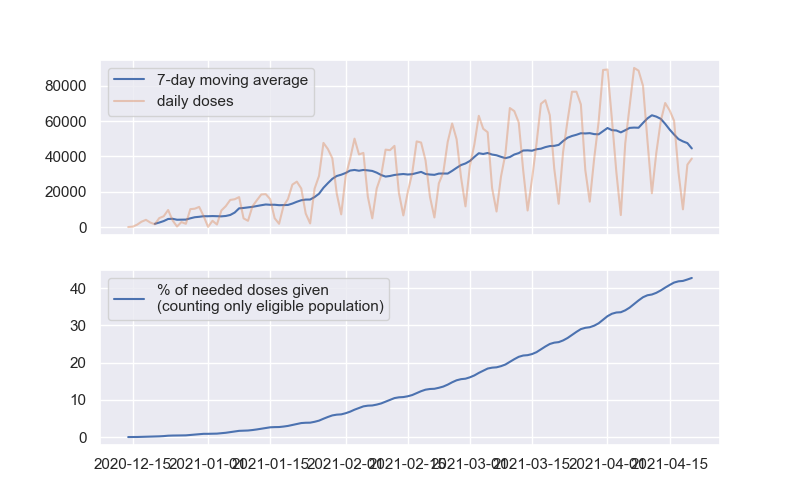 7-day moving average
daily doses
80000
60000
40000
20000
0
% of needed doses given
(counting only eligible population)
40
30
20
10
0
2020-12-15 2021-01-01 2021-01-15 2021-02-01 2021-02-15 2021-03-01 2021-03-15 2021-04-01 2021-04-15